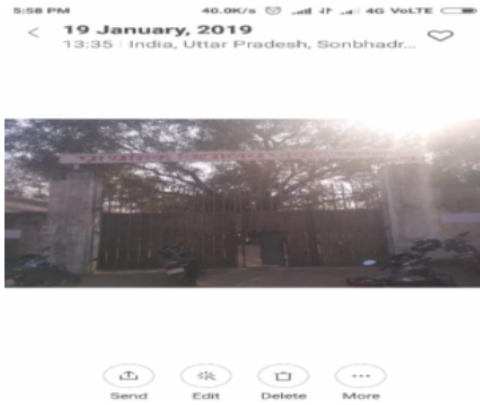 5:58 PM 40.0K/s 4G VoLTE
< 19 January, 2019
13:35 | India, Uttar Pradesh, Sonbhadr...
Send Edit Delete More